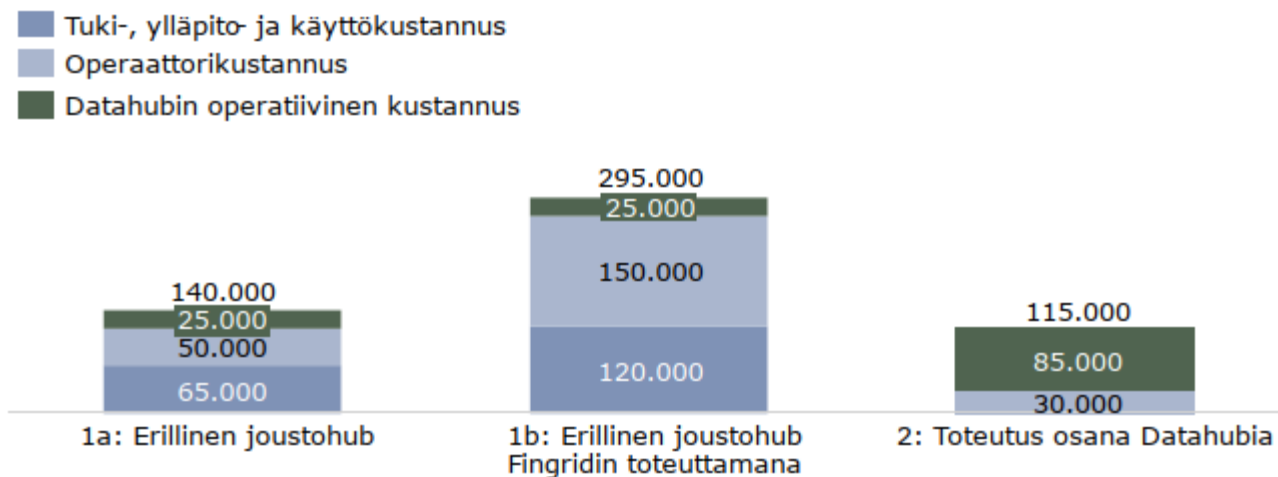 Tuki-, ylläpito- ja käyttökustannus
Operaattorikustannus
Datahubin operatiivinen kustannus
140.000
25.000
50.000
65.000
1a: Erillinen joustohub
295.000
25.000
150.000
120.000
1b: Erillinen joustohub
Fingridin toteuttamana
115.000
85.000
30.000
2: Toteutus osana Datahubia